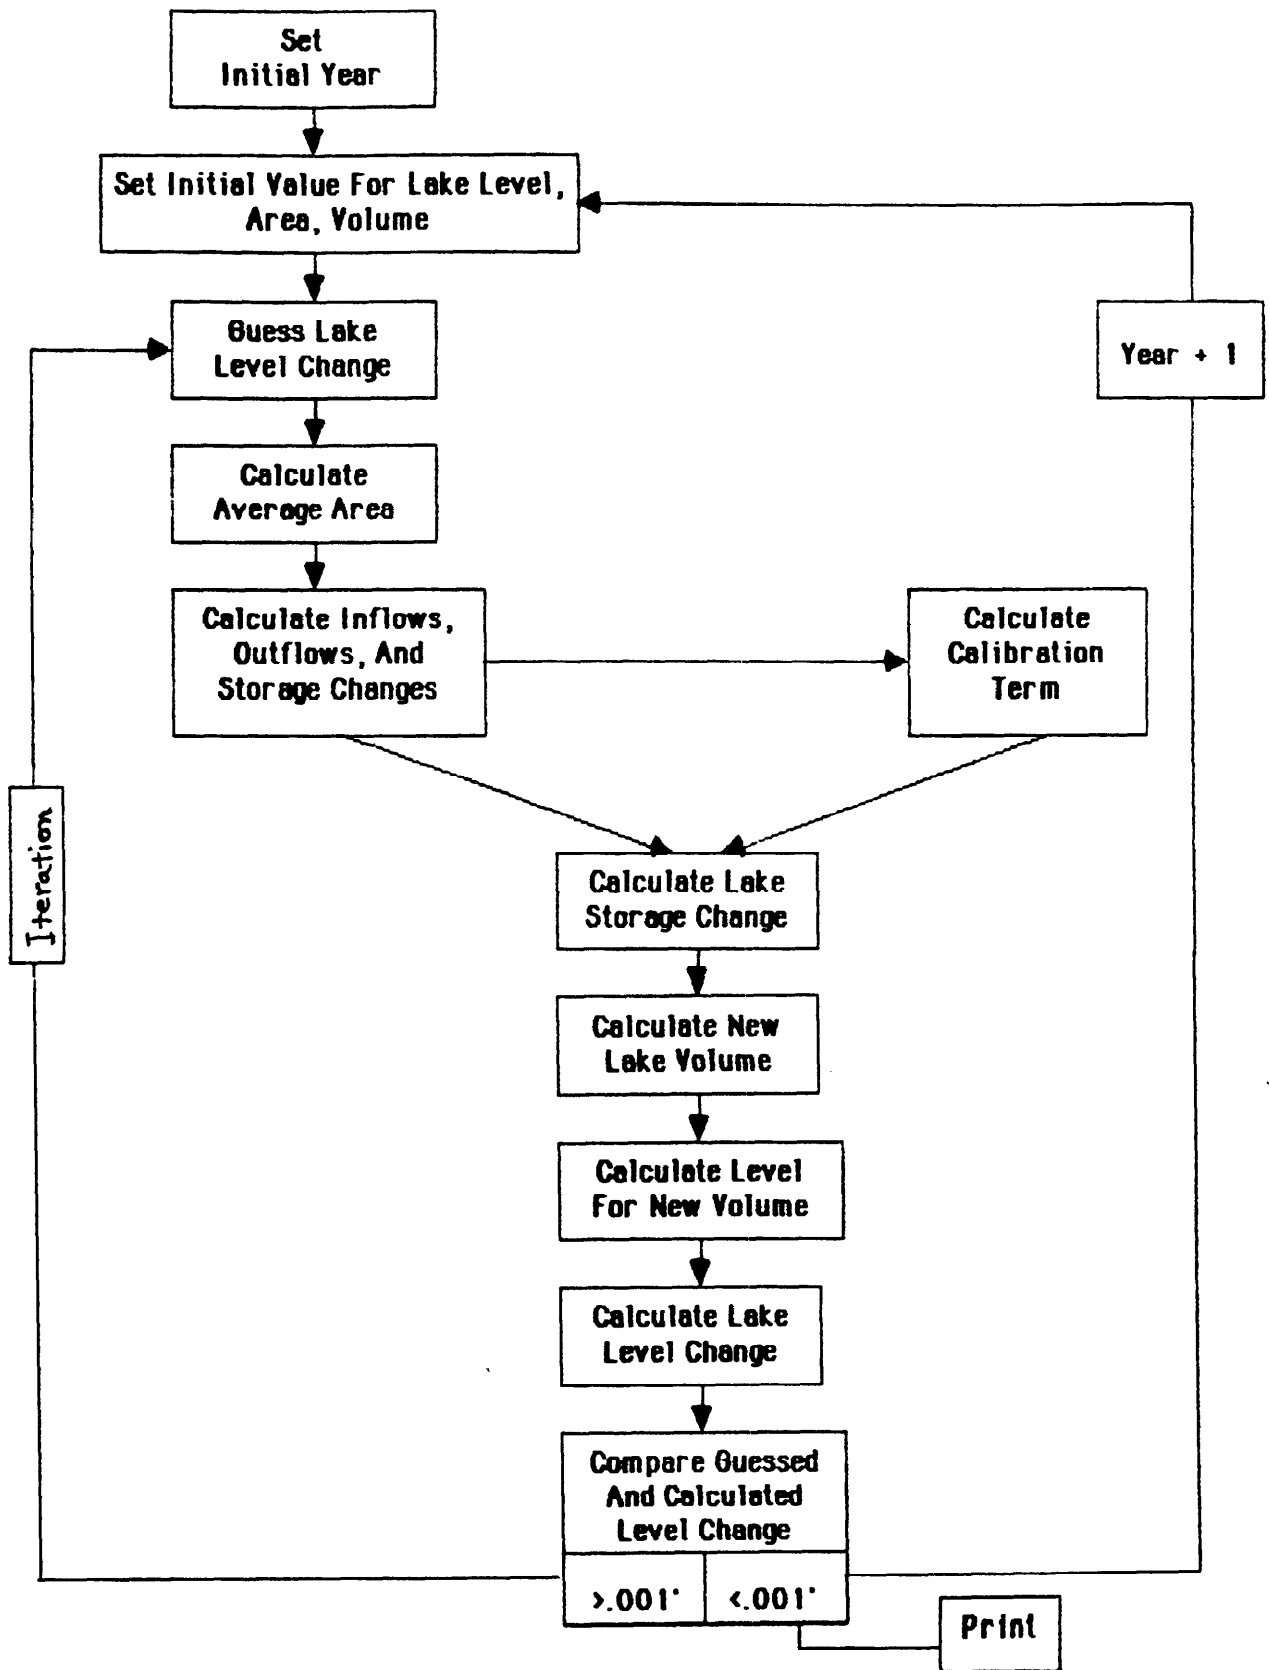 Set
Initial Year
Set Initial Value For Lake Level,
Area, Volume
Guess Lake
Level Change
Year + 1
Calculate
Average Area
Calculate Inflows,
Outflows, And
Storage Changes
Calculate
Calibration
Term
Iteration
Calculate Lake
Storage Change
Calculate New
Lake Volume
Calculate Level
For New Volume
Calculate Lake
Level Change
Compare Guessed
And Calculated
Level Change
>.001'
<.001'
Print